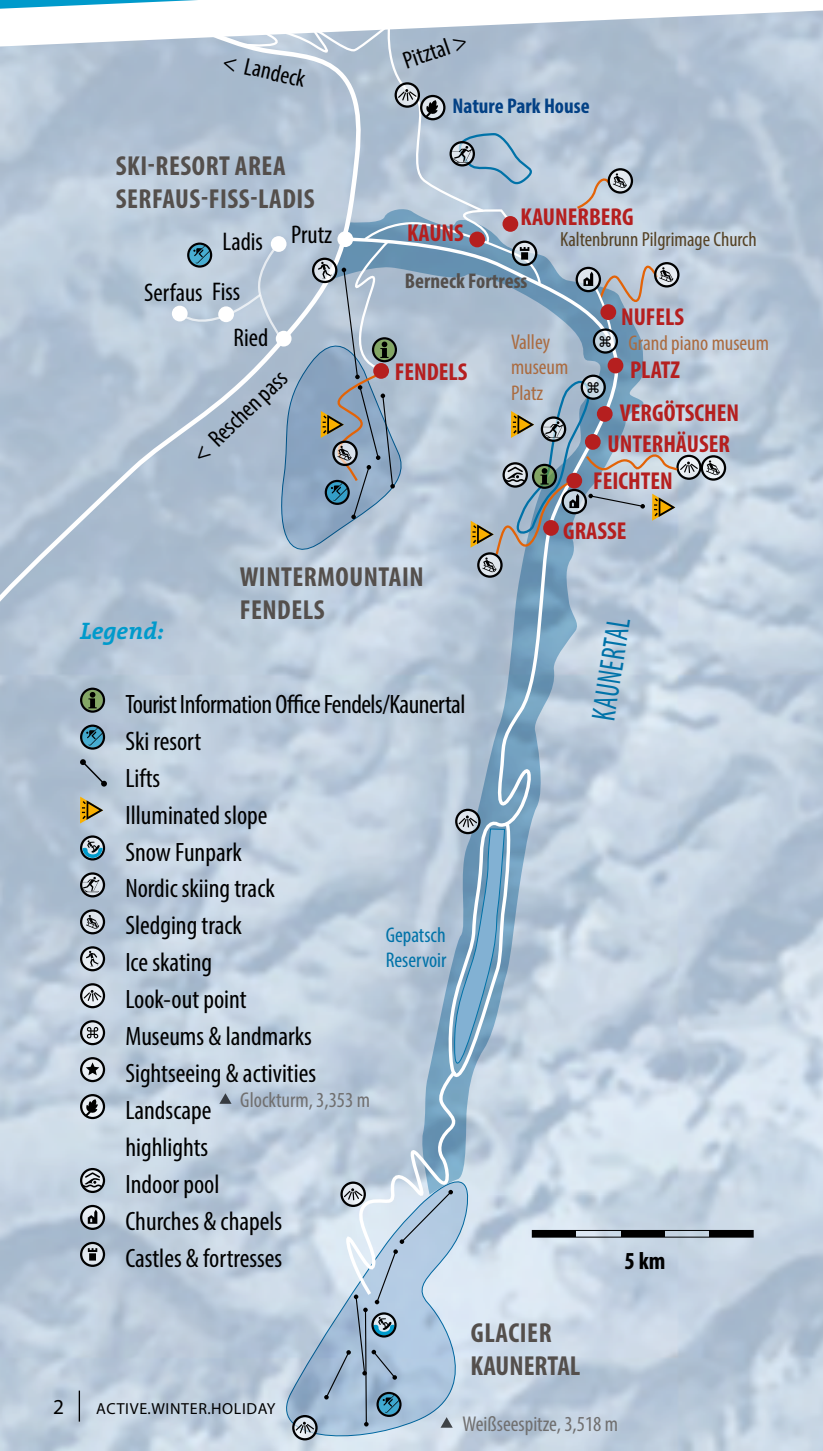 < Landeck
Pitztal >
Nature Park House
SKI-RESORT AREA
SERFAUS-FISS-LADIS
KAUNERBERG
Kaltenbrunn Pilgrimage Church
Ladis
Prutz
KAUNS
Berneck Fortress
Serfaus
Fiss
Ried
NUFELS
Grand piano museum
Valley
museum
Platz
PLATZ
FENDELS
< Reschen pass
VERGÖTSCHEN
UNTERHÄUSER
FEICHTEN
GRASSE
WINTERMOUNTAIN
FENDELS
KAUNERTAL
Legend:
Tourist Information Office Fendels/Kaunertal
Ski resort
Lifts
Illuminated slope
Snow Funpark
Nordic skiing track
Sledging track
Ice skating
Look-out point
Museums & landmarks
Sightseeing & activities
Landscape
highlights
Indoor pool
Churches & chapels
Castles & fortresses
Gepatsch
Reservoir
Glockturm, 3,353 m
5 km
GLACIER
KAUNERTAL
Weißseespitze, 3,518 m
2 | ACTIVE.WINTER.HOLIDAY